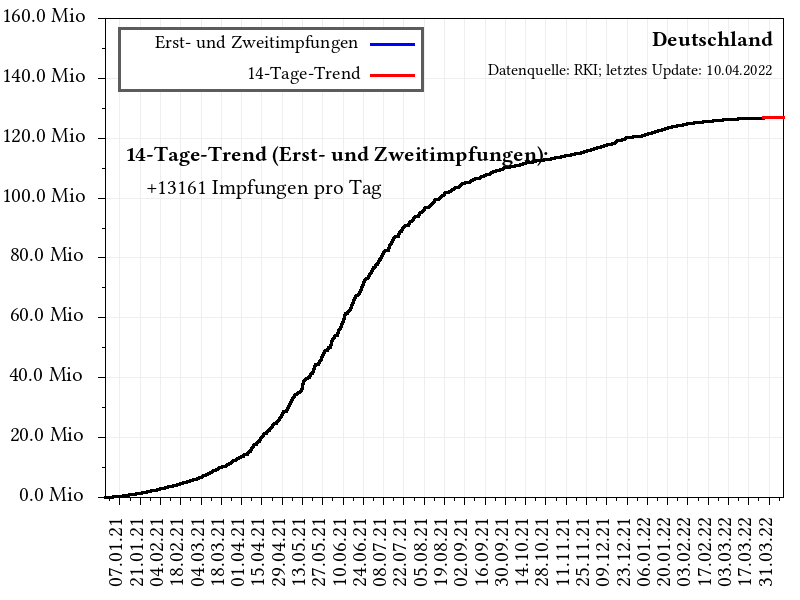 160.0 Mio
140.0 Mio
120.0 Mio
100.0 Mio
80.0 Mio
60.0 Mio
40.0 Mio
20.0 Mio
0.0 Mio
Erst- und Zweitimpfungen
14-Tage-Trend
Deutschland
Datenquelle: RKI; letztes Update: 10.04.2022
14-Tage-Trend (Erst- und Zweitimpfungen):
+13161 Impfungen pro Tag
07.01.21
21.01.21
04.02.21
18.02.21
04.03.21
18.03.21
01.04.21
15.04.21
29.04.21
13.05.21
27.05.21
10.06.21
24.06.21
08.07.21
22.07.21
05.08.21
19.08.21
02.09.21
16.09.21
30.09.21
14.10.21
28.10.21
11.11.21
25.11.21
09.12.21
23.12.21
06.01.22
20.01.22
03.02.22
17.02.22
03.03.22
17.03.22
31.03.22